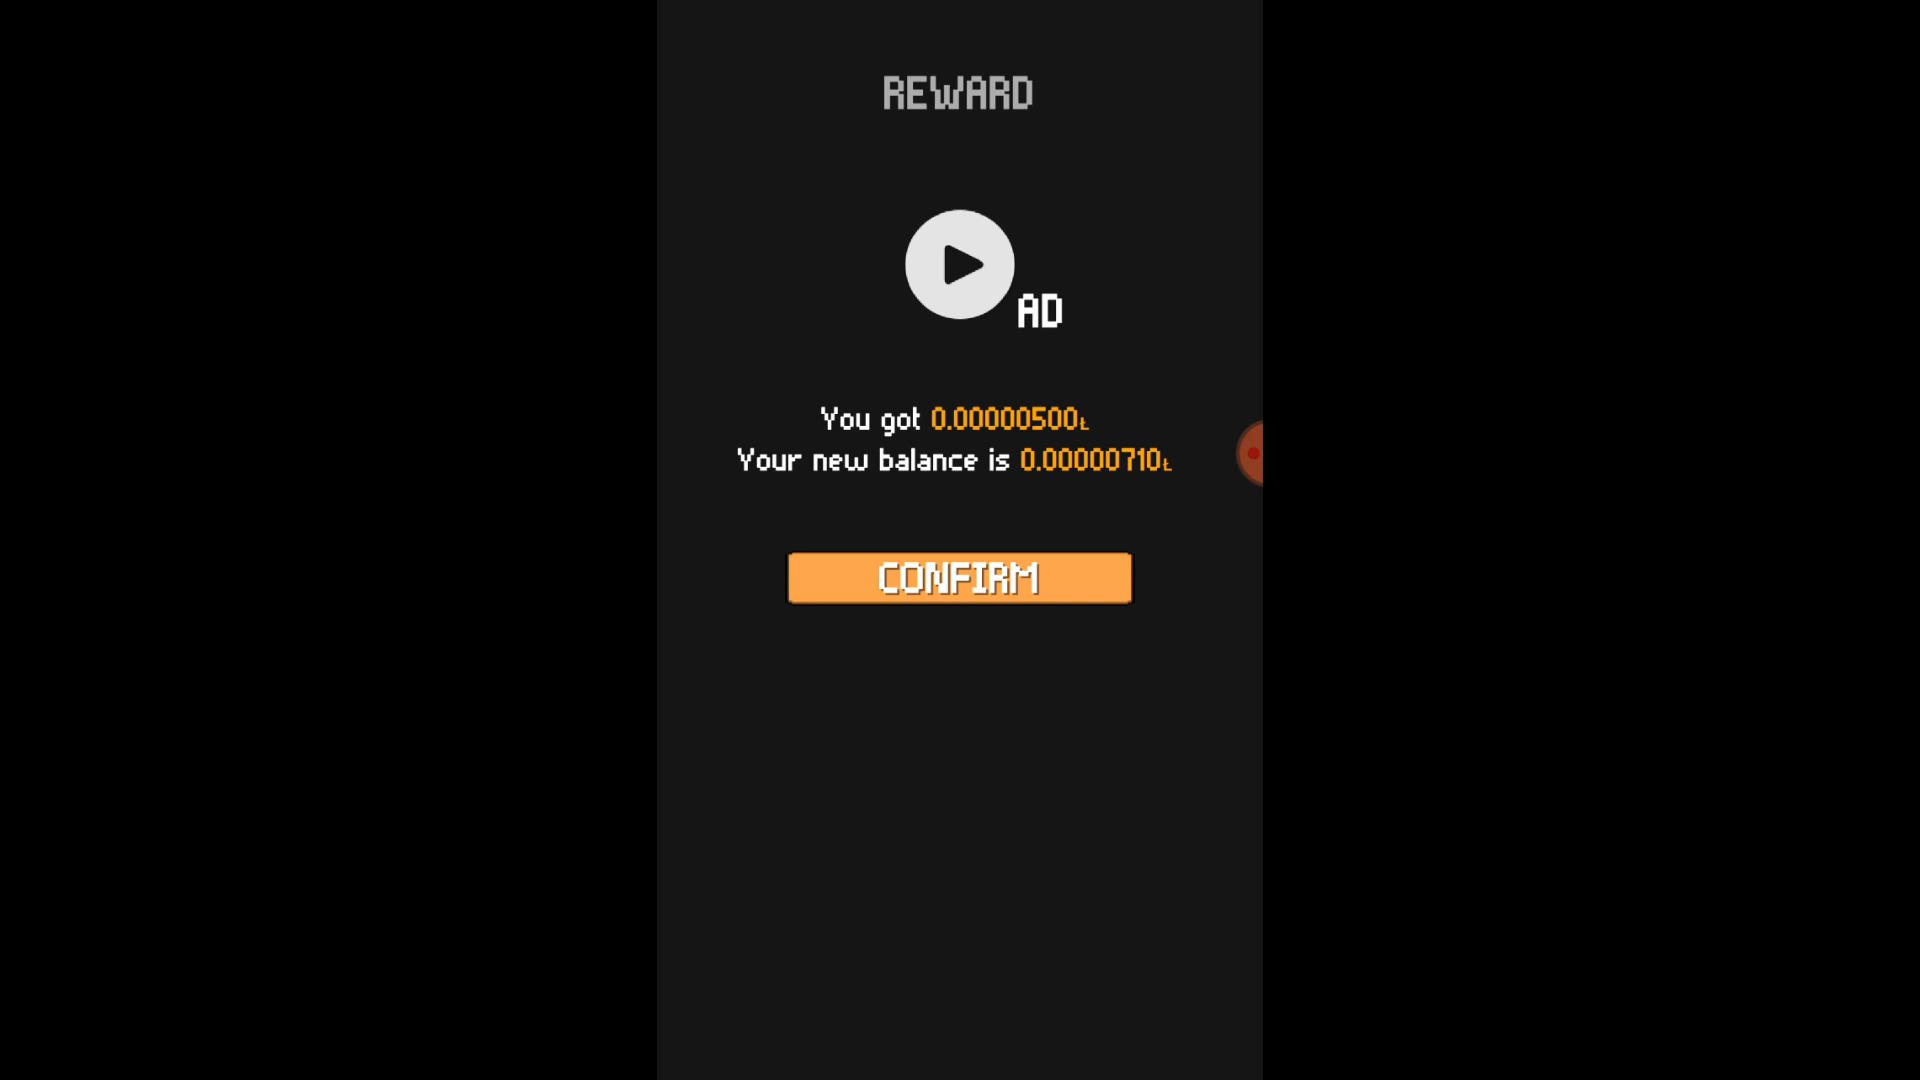 REWARD
AD
You got 0.00000500Ł
Your new balance is 0.00000710Ł
CONFIRM